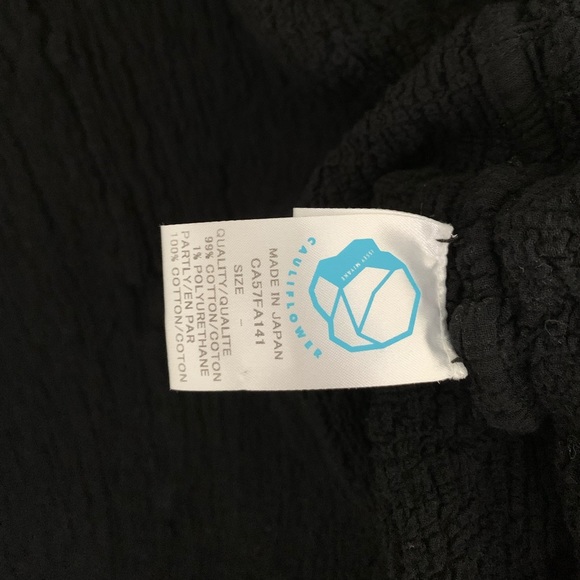 ISSEY MIYAKE
CAULIFLOWER
MADE IN JAPAN
CA57FA141
SIZE -
QUALITY/QUALITE
99% COTTON/COTON
1% POLYURETHANE
PARTLY/EN PAR
100% COTTON/COTON